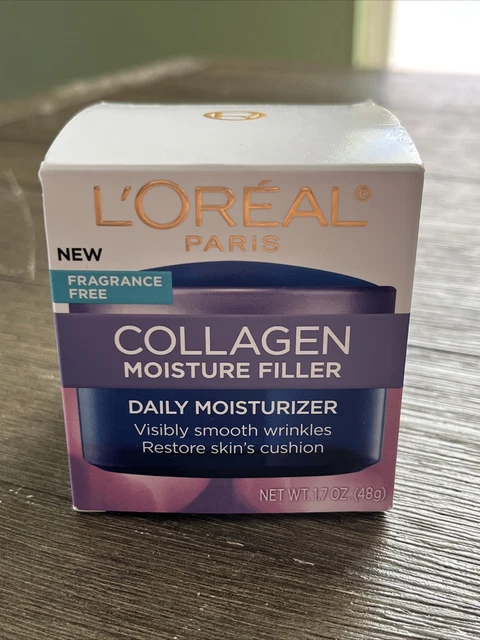 L'ORÉAL®
PARIS
NEW
FRAGRANCE
FREE
COLLAGEN
MOISTURE FILLER
DAILY MOISTURIZER
Visibly smooth wrinkles
Restore skin's cushion
NET WT. 1.7 OZ. (48g)